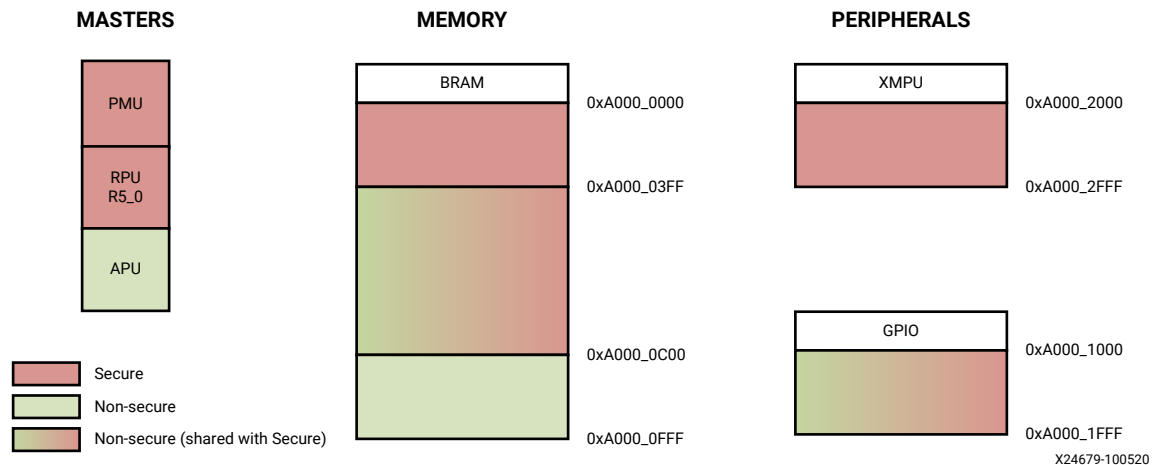 MASTERS
MEMORY
PERIPHERALS
PMU
RPU
R5_0
APU
BRAM
0xA000_0000
0xA000_03FF
0xA000_0C00
0xA000_0FFF
XMPU
0xA000_2000
0xA000_2FFF
GPIO
0xA000_1000
0xA000_1FFF
Secure
Non-secure
Non-secure (shared with Secure)
X24679-100520